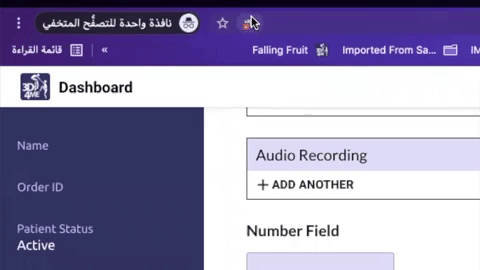 نافذة واحدة للتصفُّح المتخفي
قائمة القراءة
»
Falling Fruit
Imported From Sa...
IM
3D
4ME
Dashboard
Name
Order ID
Patient Status
Active
Audio Recording
+ ADD ANOTHER
Number Field